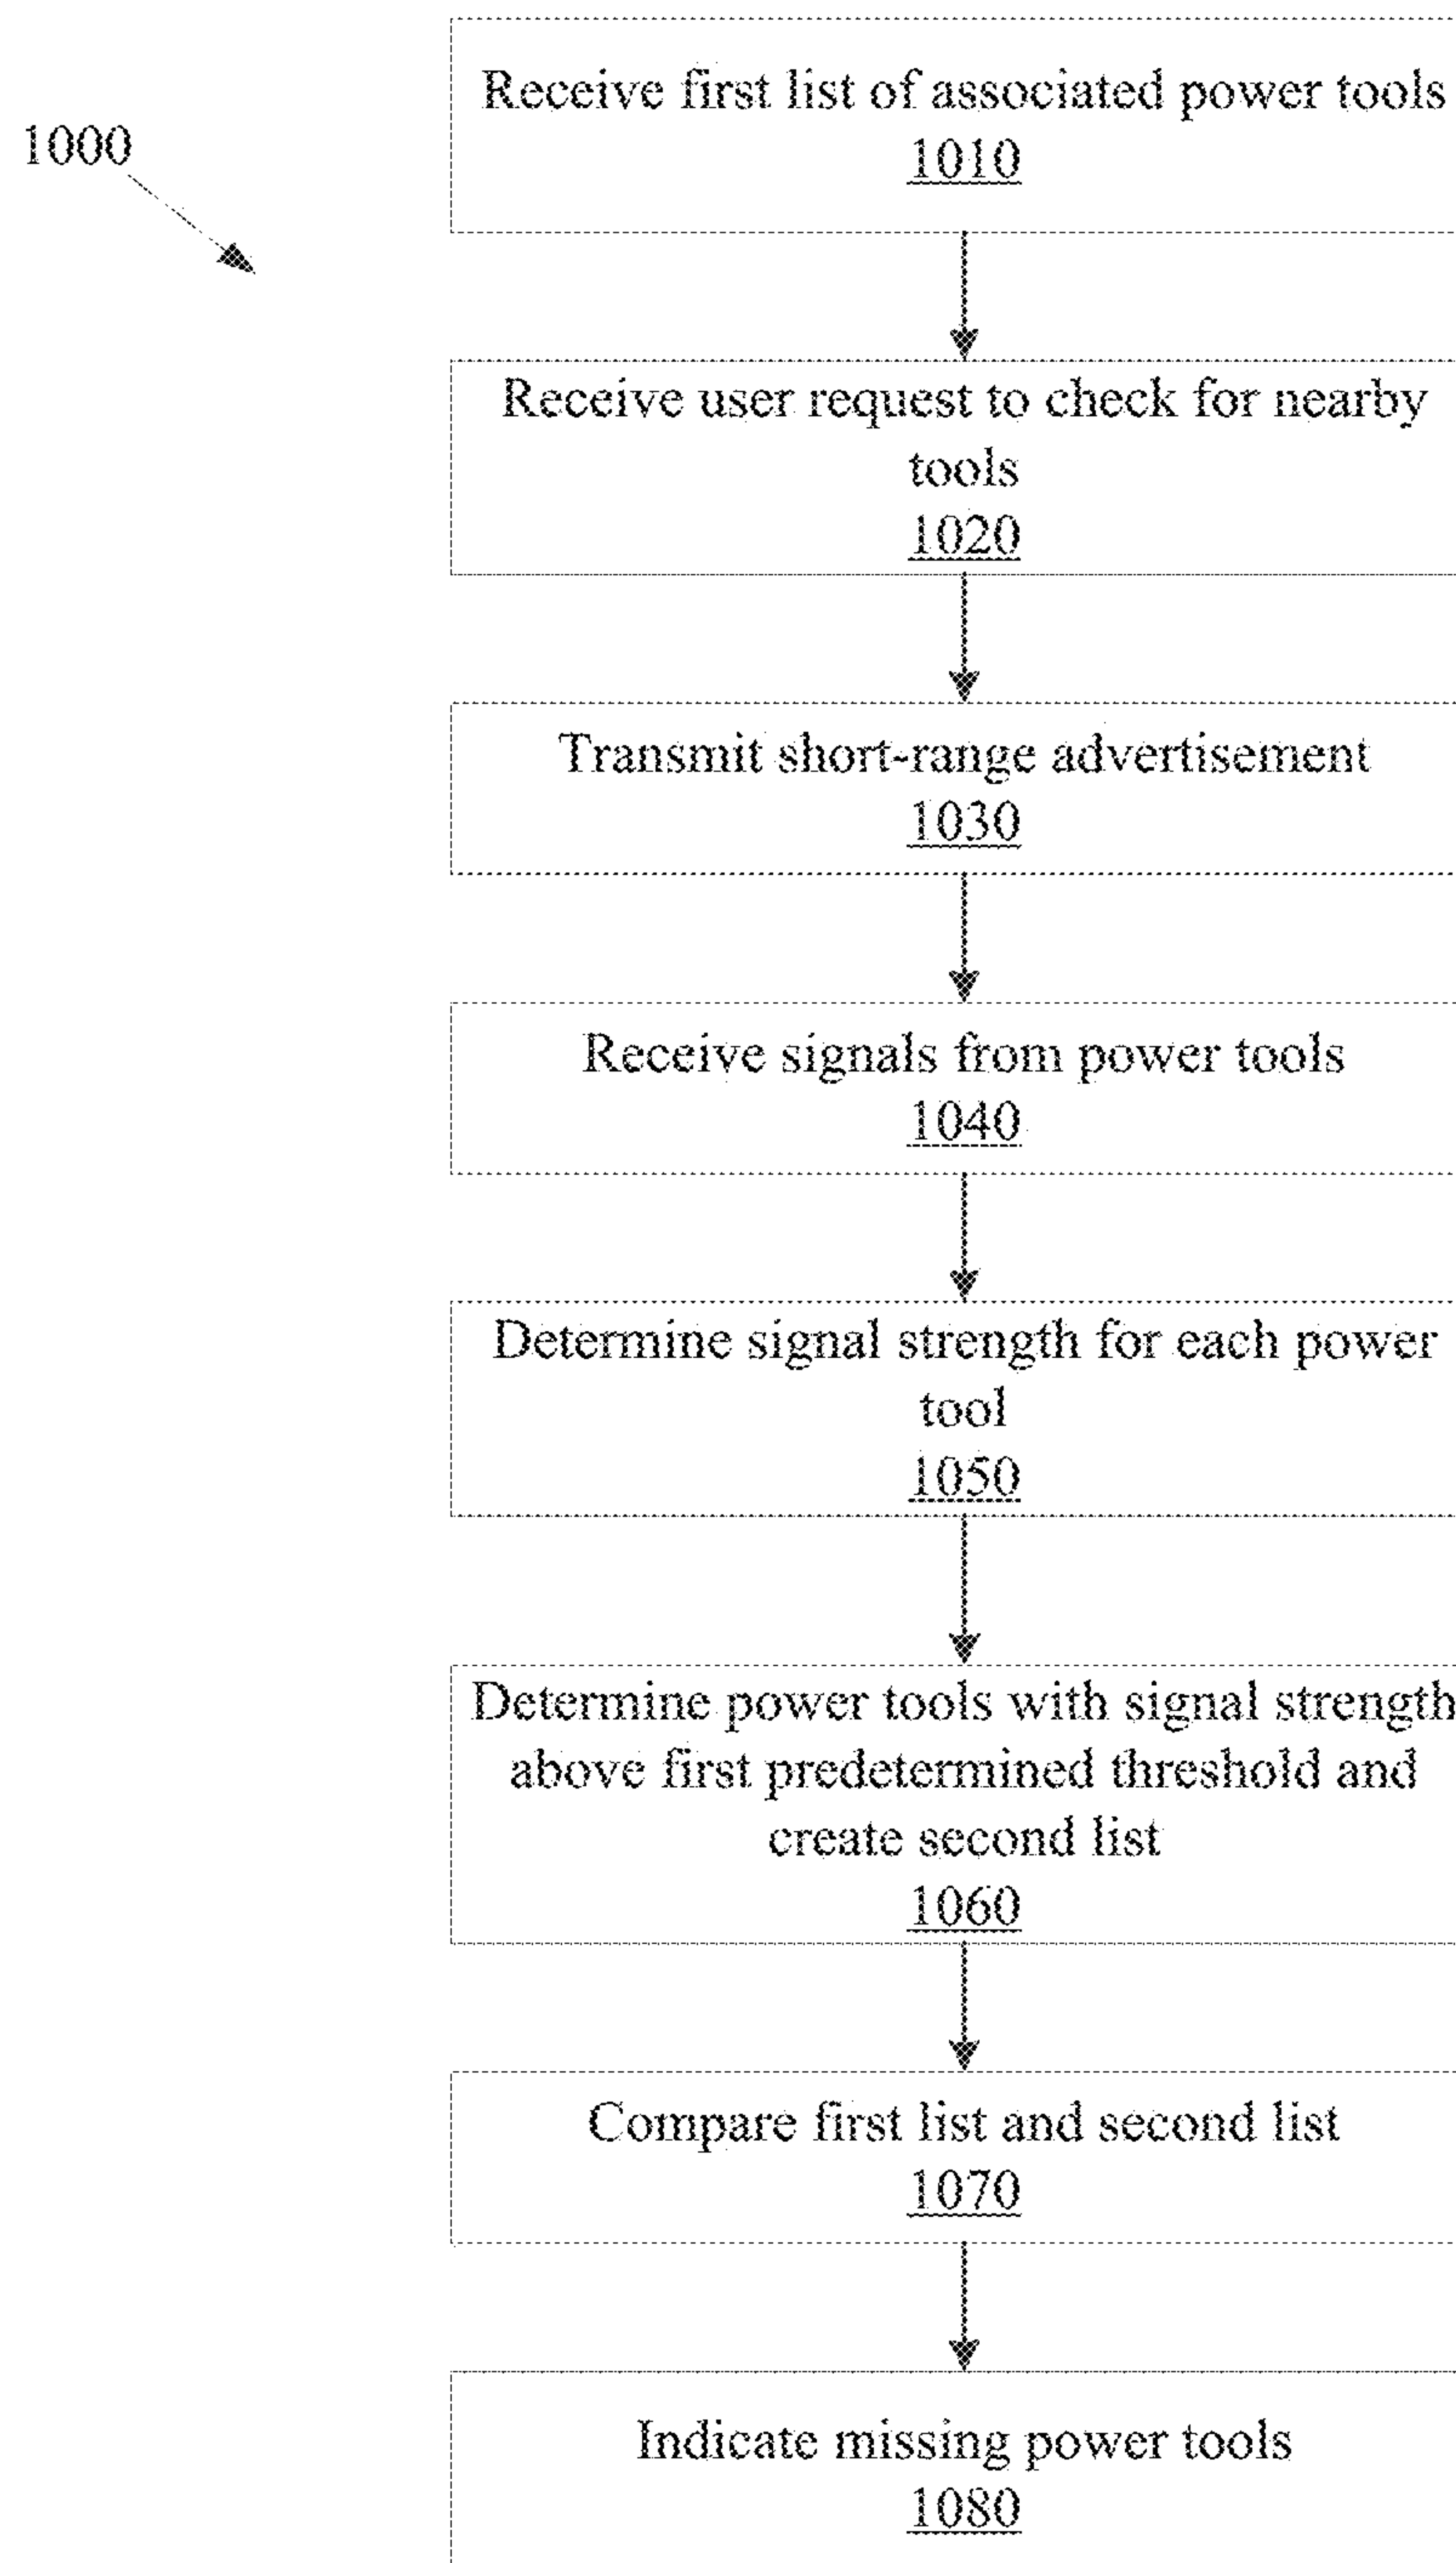 Receive first list of associated power tools
1010
1000
Receive user request to check for nearby
tools
1020
Transmit short-range advertisement
1030
Receive signals from power tools
1040
Determine signal strength for each power
tool
1050
Determine power tools with signal strength
above first predetermined threshold and
create second list
1060
Compare first list and second list
1070
Indicate missing power tools
1080